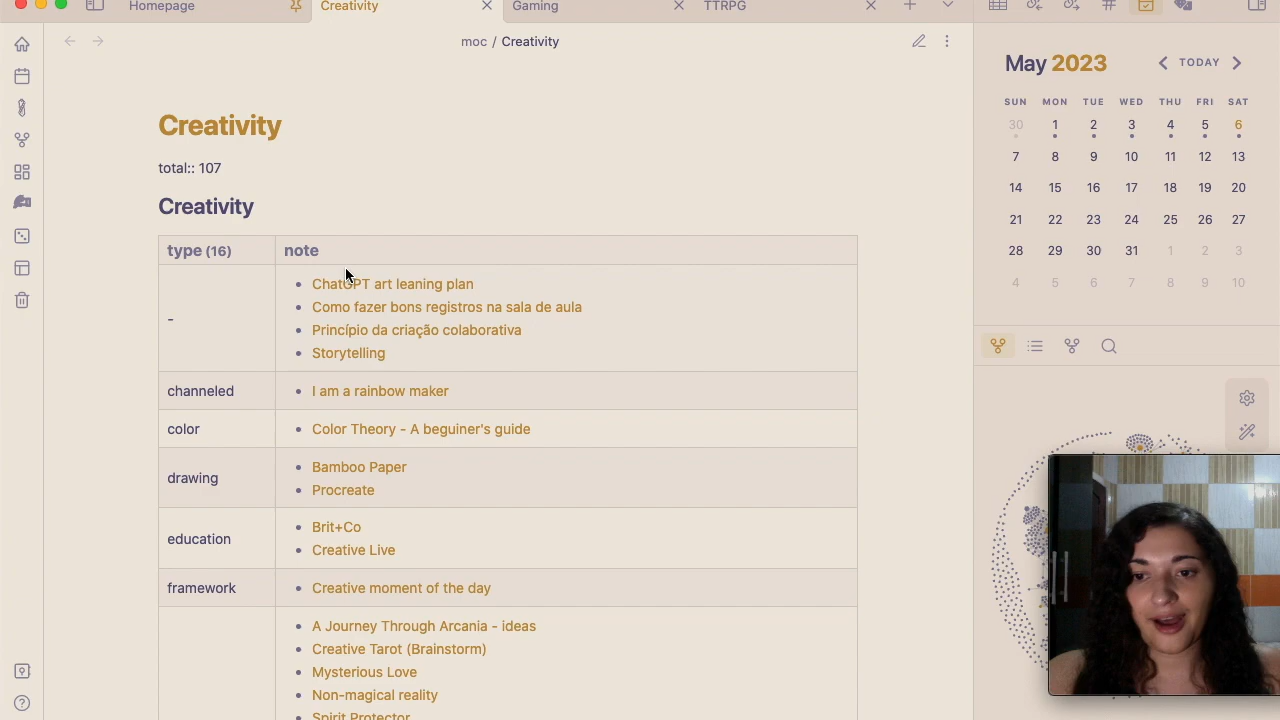 Homepage
Creativity
Gaming
TTRPG
moc / Creativity
Creativity
total:: 107
Creativity
type (16)
note
-
ChatGPT art leaning plan
Como fazer bons registros na sala de aula
Princípio da criação colaborativa
Storytelling
channeled
I am a rainbow maker
color
Color Theory - A beguiner's guide
drawing
Bamboo Paper
Procreate
education
Brit+Co
Creative Live
framework
Creative moment of the day
A Journey Through Arcania - ideas
Creative Tarot (Brainstorm)
Mysterious Love
Non-magical reality
Spirit Protector
May 2023
TODAY
SUN MON TUE WED THU FRI SAT
30 1 2 3 4 5 6
7 8 9 10 11 12 13
14 15 16 17 18 19 20
21 22 23 24 25 26 27
28 29 30 31 1 2 3
4 5 6 7 8 9 10